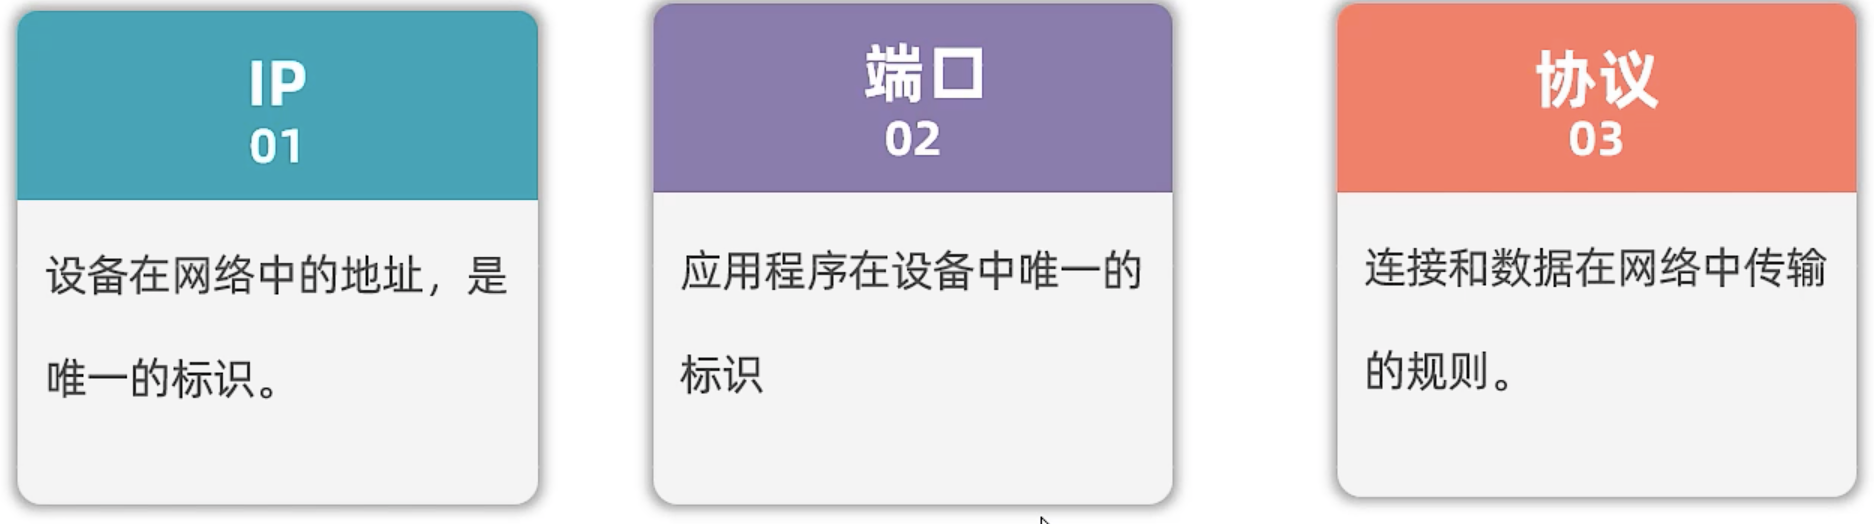 IP
01
设备在网络中的地址，是
唯一的标识。
端口
02
应用程序在设备中唯一的
标识
协议
03
连接和数据在网络中传输
的规则。